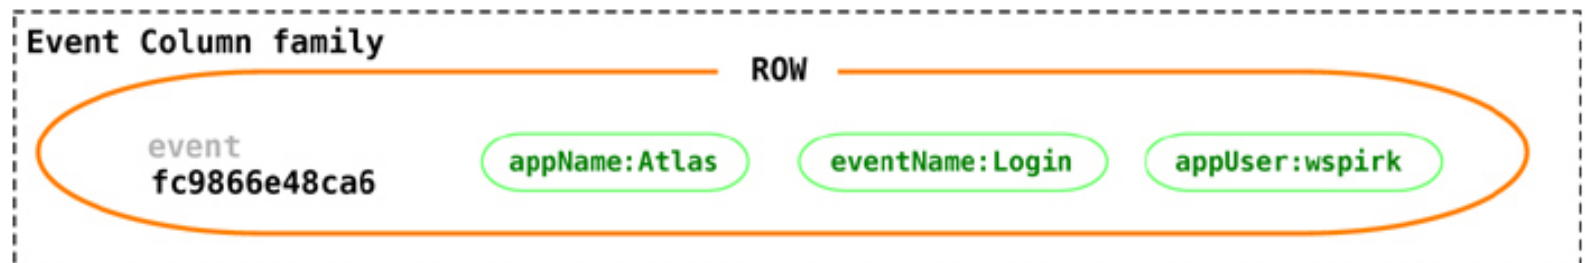 Event Column family
ROW
event
fc9866e48ca6
appName:Atlas
eventName:Login
appUser:wspirk